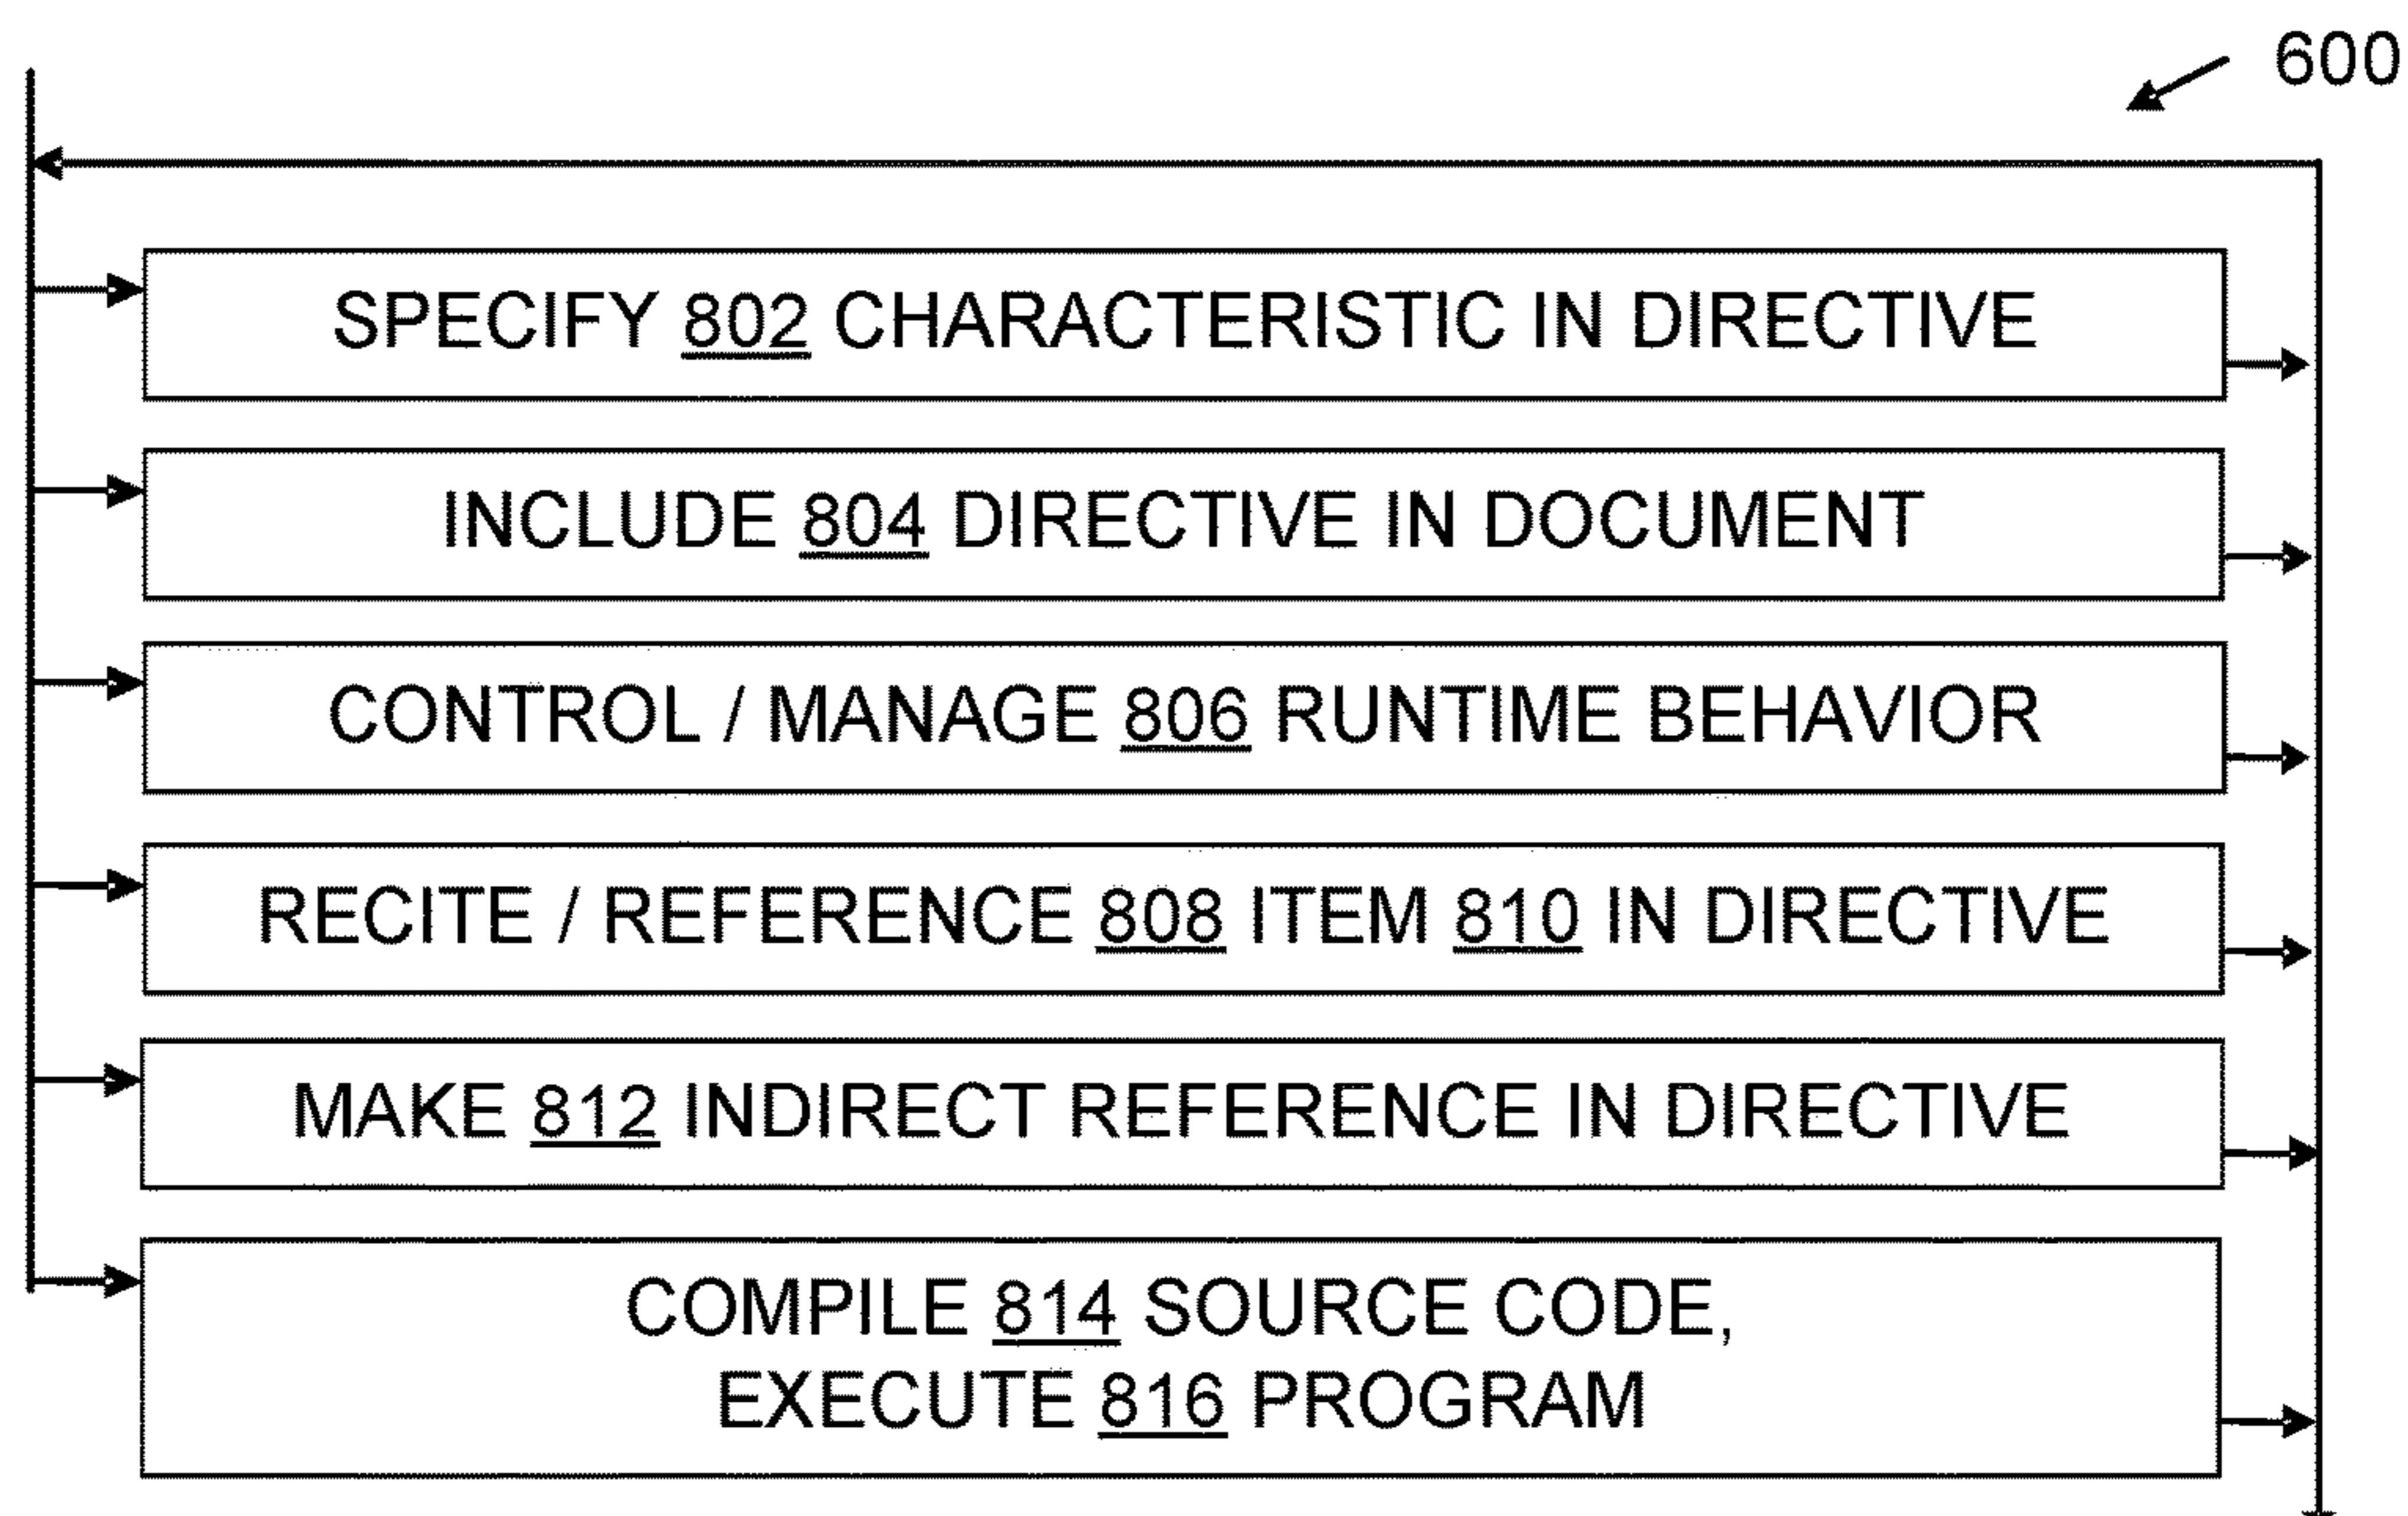 600
SPECIFY 802 CHARACTERISTIC IN DIRECTIVE
INCLUDE 804 DIRECTIVE IN DOCUMENT
CONTROL / MANAGE 806 RUNTIME BEHAVIOR
RECITE / REFERENCE 808 ITEM 810 IN DIRECTIVE
MAKE 812 INDIRECT REFERENCE IN DIRECTIVE
COMPILE 814 SOURCE CODE,
EXECUTE 816 PROGRAM